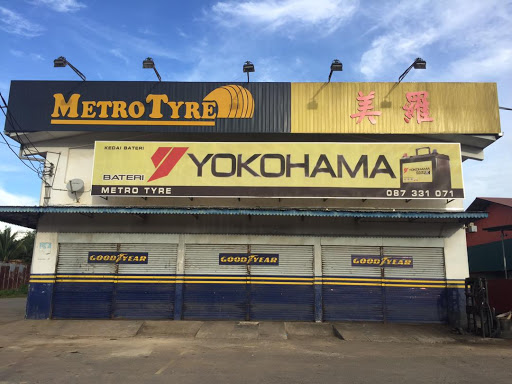 METRO TYRE
美羅
KEDAI BATERI
BATERI YOKOHAMA
METRO TYRE 087 331 071
GOODYEAR GOODYEAR GOODYEAR